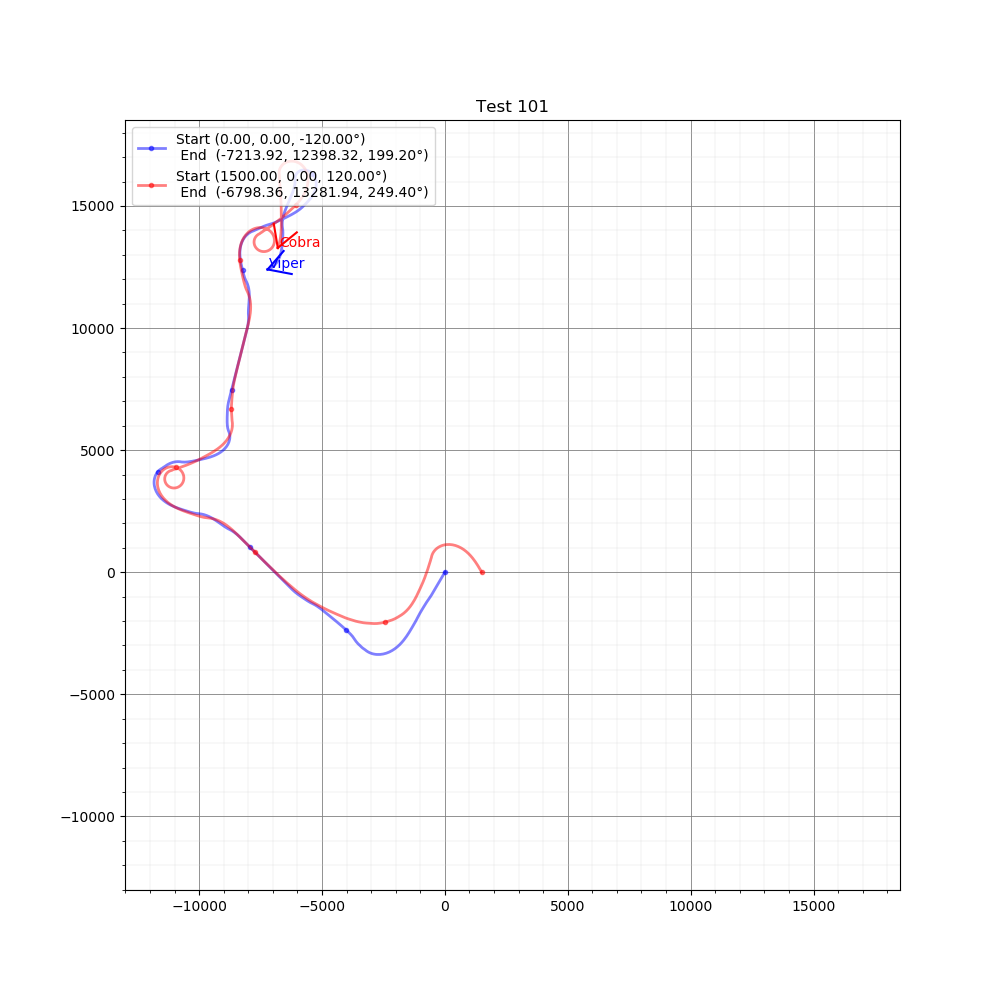 Test 101
Start (0.00, 0.00, -120.00°)
End (-7213.92, 12398.32, 199.20°)
Start (1500.00, 0.00, 120.00°)
End (-6798.36, 13281.94, 249.40°)
Cobra
Viper
15000
10000
5000
0
−5000
−10000
−10000
−5000
0
5000
10000
15000